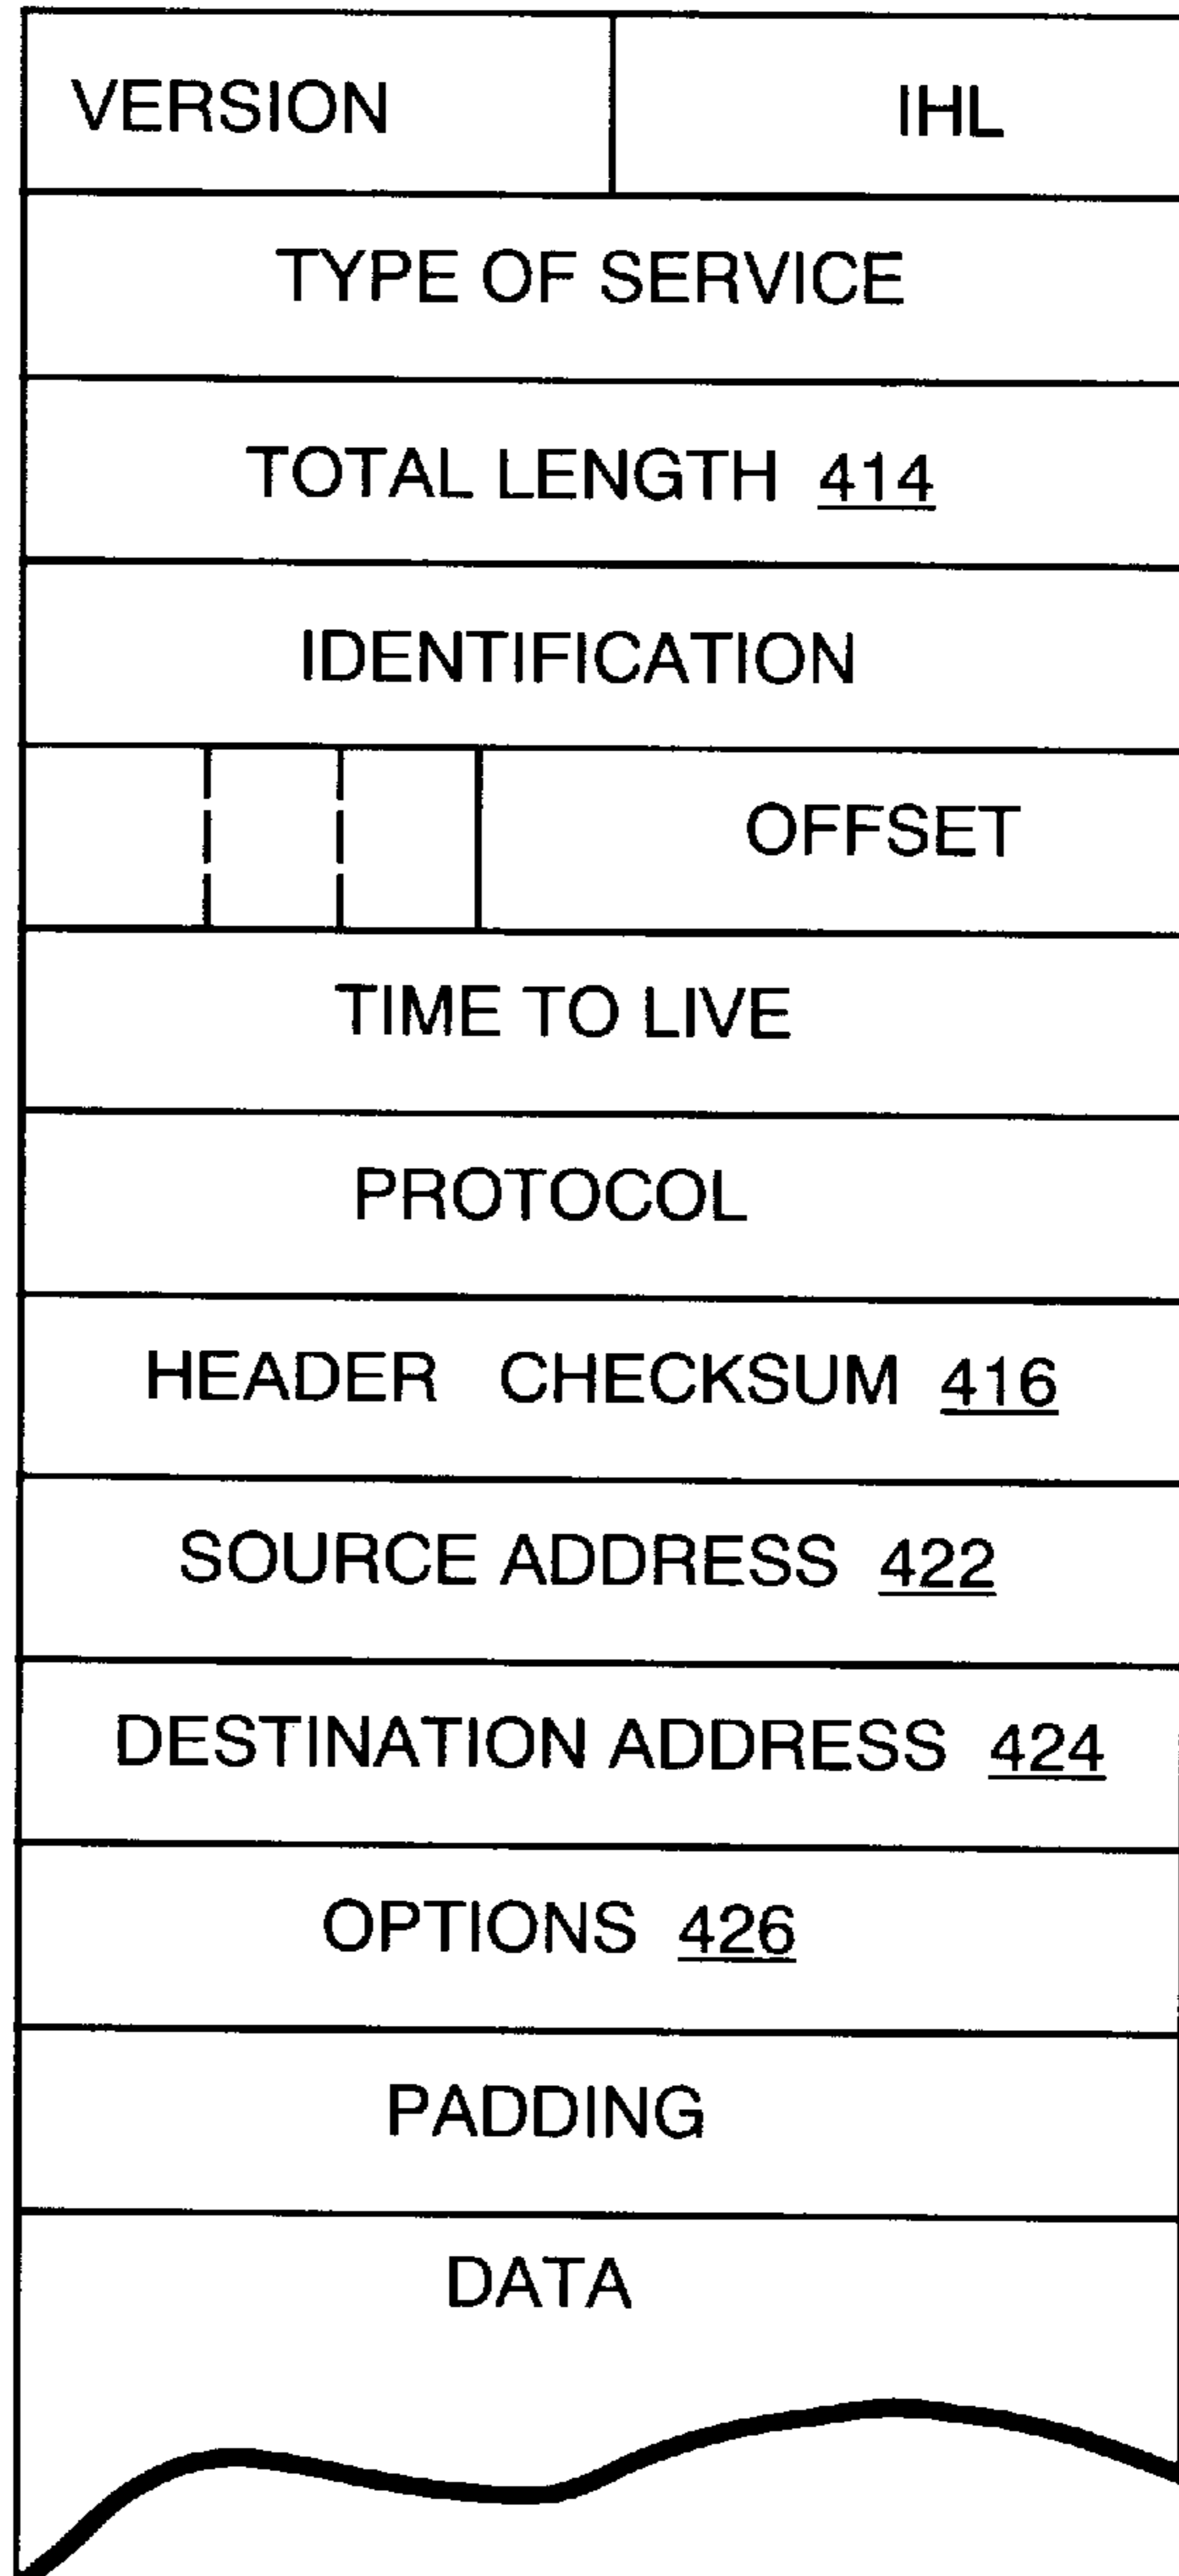 VERSION IHL
TYPE OF SERVICE
TOTAL LENGTH 414
IDENTIFICATION
OFFSET
TIME TO LIVE
PROTOCOL
HEADER CHECKSUM 416
SOURCE ADDRESS 422
DESTINATION ADDRESS 424
OPTIONS 426
PADDING
DATA